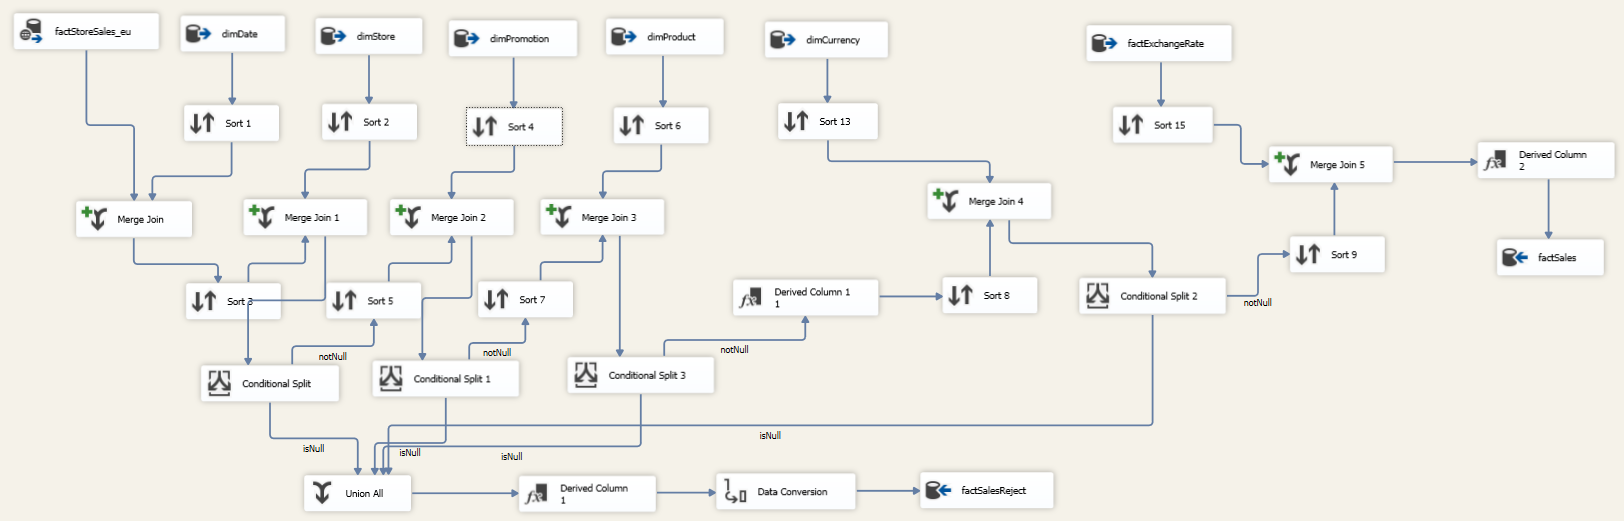 factStoreSales_eu
dimDate
dimStore
dimPromotion
dimProduct
dimCurrency
factExchangeRate
Sort 1
Sort 2
Sort 4
Sort 6
Sort 13
Sort 15
Merge Join 5
Derived Column
2
Merge Join
Merge Join 1
Merge Join 2
Merge Join 3
Merge Join 4
Sort 9
factSales
Sort 3
Sort 5
Sort 7
Derived Column 1
1
Sort 8
Conditional Split 2
notNull
notNull
notNull
notNull
Conditional Split
Conditional Split 1
Conditional Split 3
isNull
isNull
isNull
isNull
Union All
Derived Column
1
Data Conversion
factSalesReject